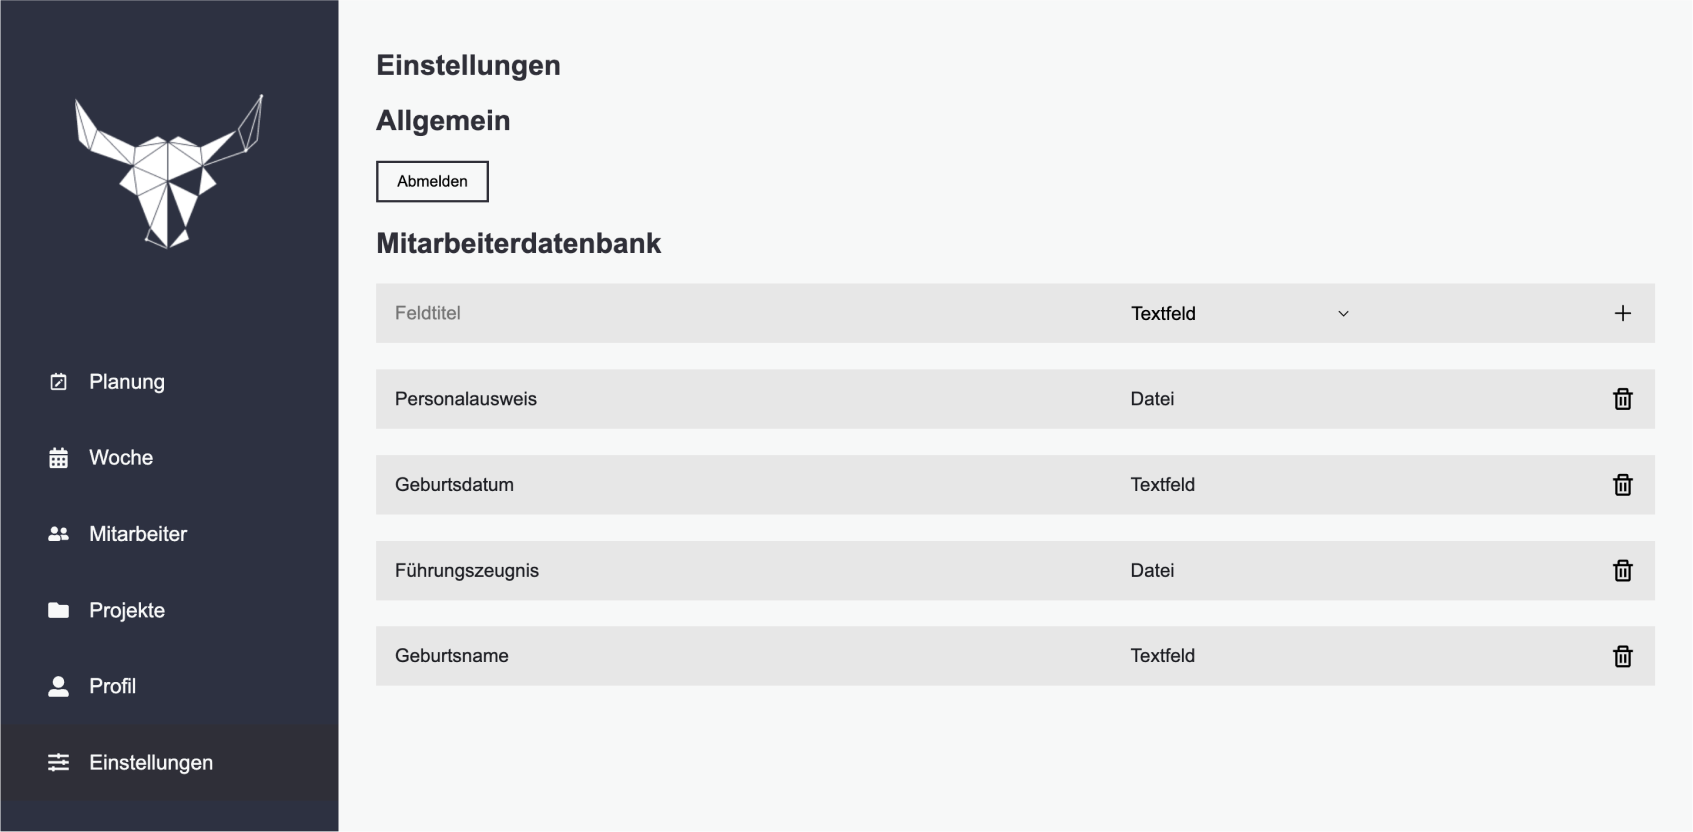 Einstellungen
Allgemein
Abmelden
Mitarbeiterdatenbank
Feldtitel Textfeld
Personalausweis Datei
Geburtsdatum Textfeld
Führungszeugnis Datei
Geburtsname Textfeld
Planung
Woche
Mitarbeiter
Projekte
Profil
Einstellungen